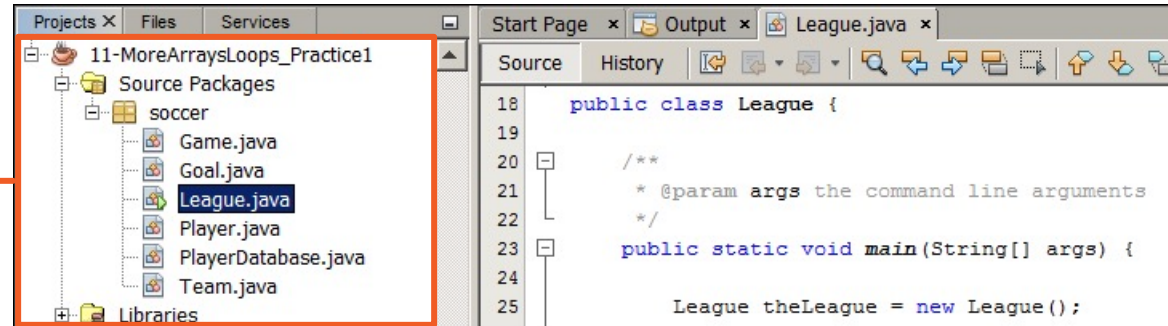 Projects Files Services
11-MoreArraysLoops_Practice1
Source Packages
soccer
Game.java
Goal.java
League.java
Player.java
PlayerDatabase.java
Team.java
Libraries
Start Page Output League.java
Source History
18 public class League {
19
20 /**
21 * @param args the command line arguments
22 */
23 public static void main(String[] args) {
24
25 League theLeague = new League();